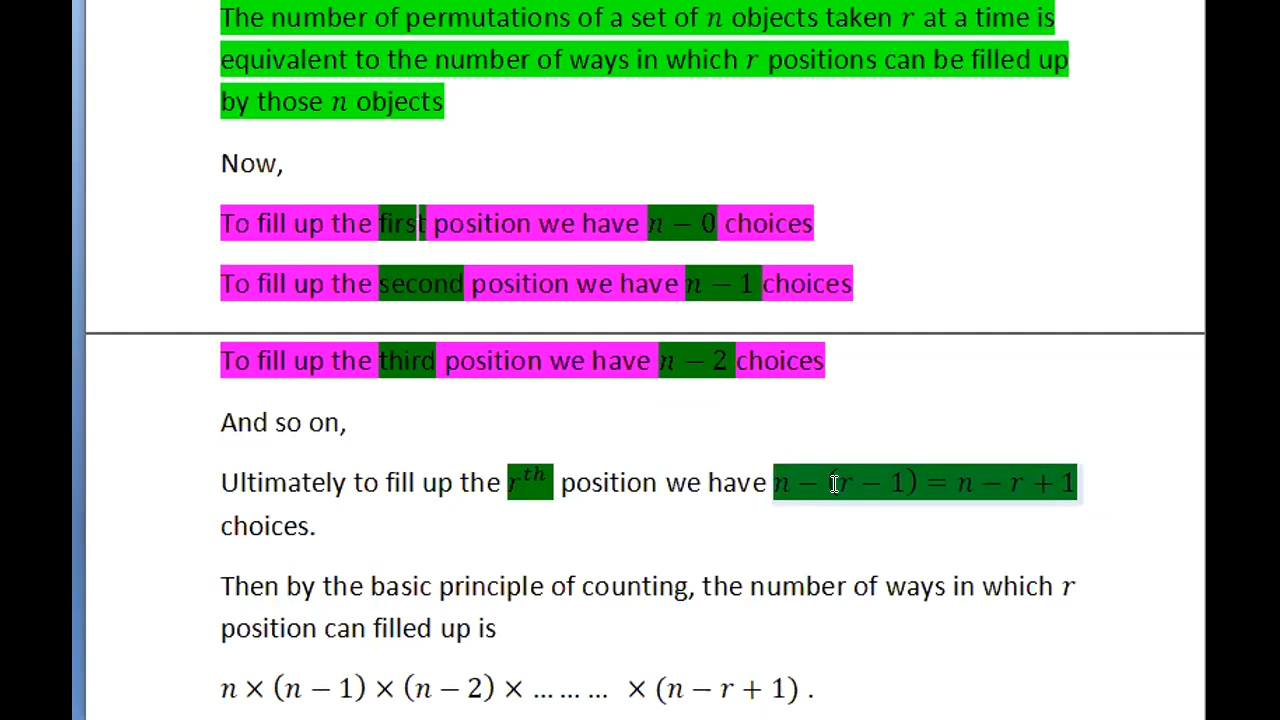 The number of permutations of a set of n objects taken r at a time is
equivalent to the number of ways in which r positions can be filled up
by those n objects
Now,
To fill up the first position we have n − 0 choices
To fill up the second position we have n − 1 choices
To fill up the third position we have n − 2 choices
And so on,
Ultimately to fill up the r^th position we have n − (r − 1) = n − r + 1
choices.
Then by the basic principle of counting, the number of ways in which r
position can filled up is
n × (n − 1) × (n − 2) × ... ... ... × (n − r + 1) .